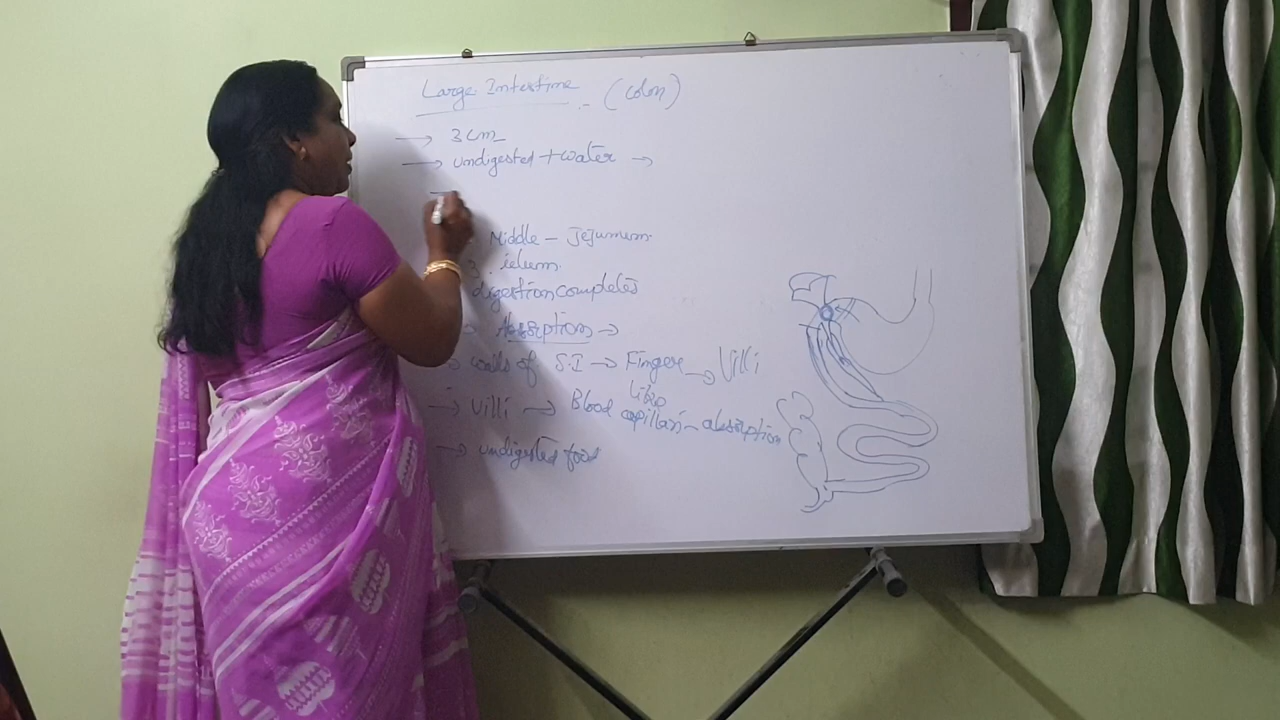 Large Intestine (Colon)
→ 3 cm
→ undigested + water →
Middle - Jejunum
3. ileum
digestion completes
Absorption →
walls of S.I → Finger like → Villi
→ Villi → Blood capillari - absorption
→ undigested food